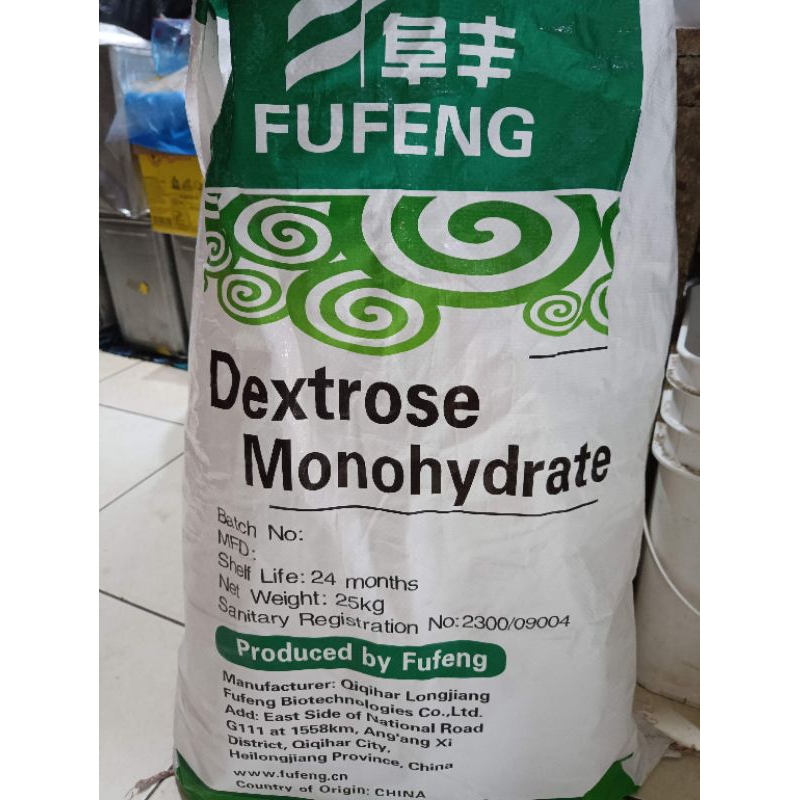 阜丰
FUFENG
Dextrose
Monohydrate
Batch No:
MFD:
Shelf Life: 24 months
Net Weight: 25kg
Sanitary Registration No:2300/09004
Produced by Fufeng
Manufacturer: Qiqihar Longjiang
Fufeng Biotechnologies Co.,Ltd.
Add: East Side of National Road
G111 at 1558km, Ang'ang Xi
District, Qiqihar City,
Heilongjiang Province, China
www.fufeng.cn
Country of Origin: CHINA